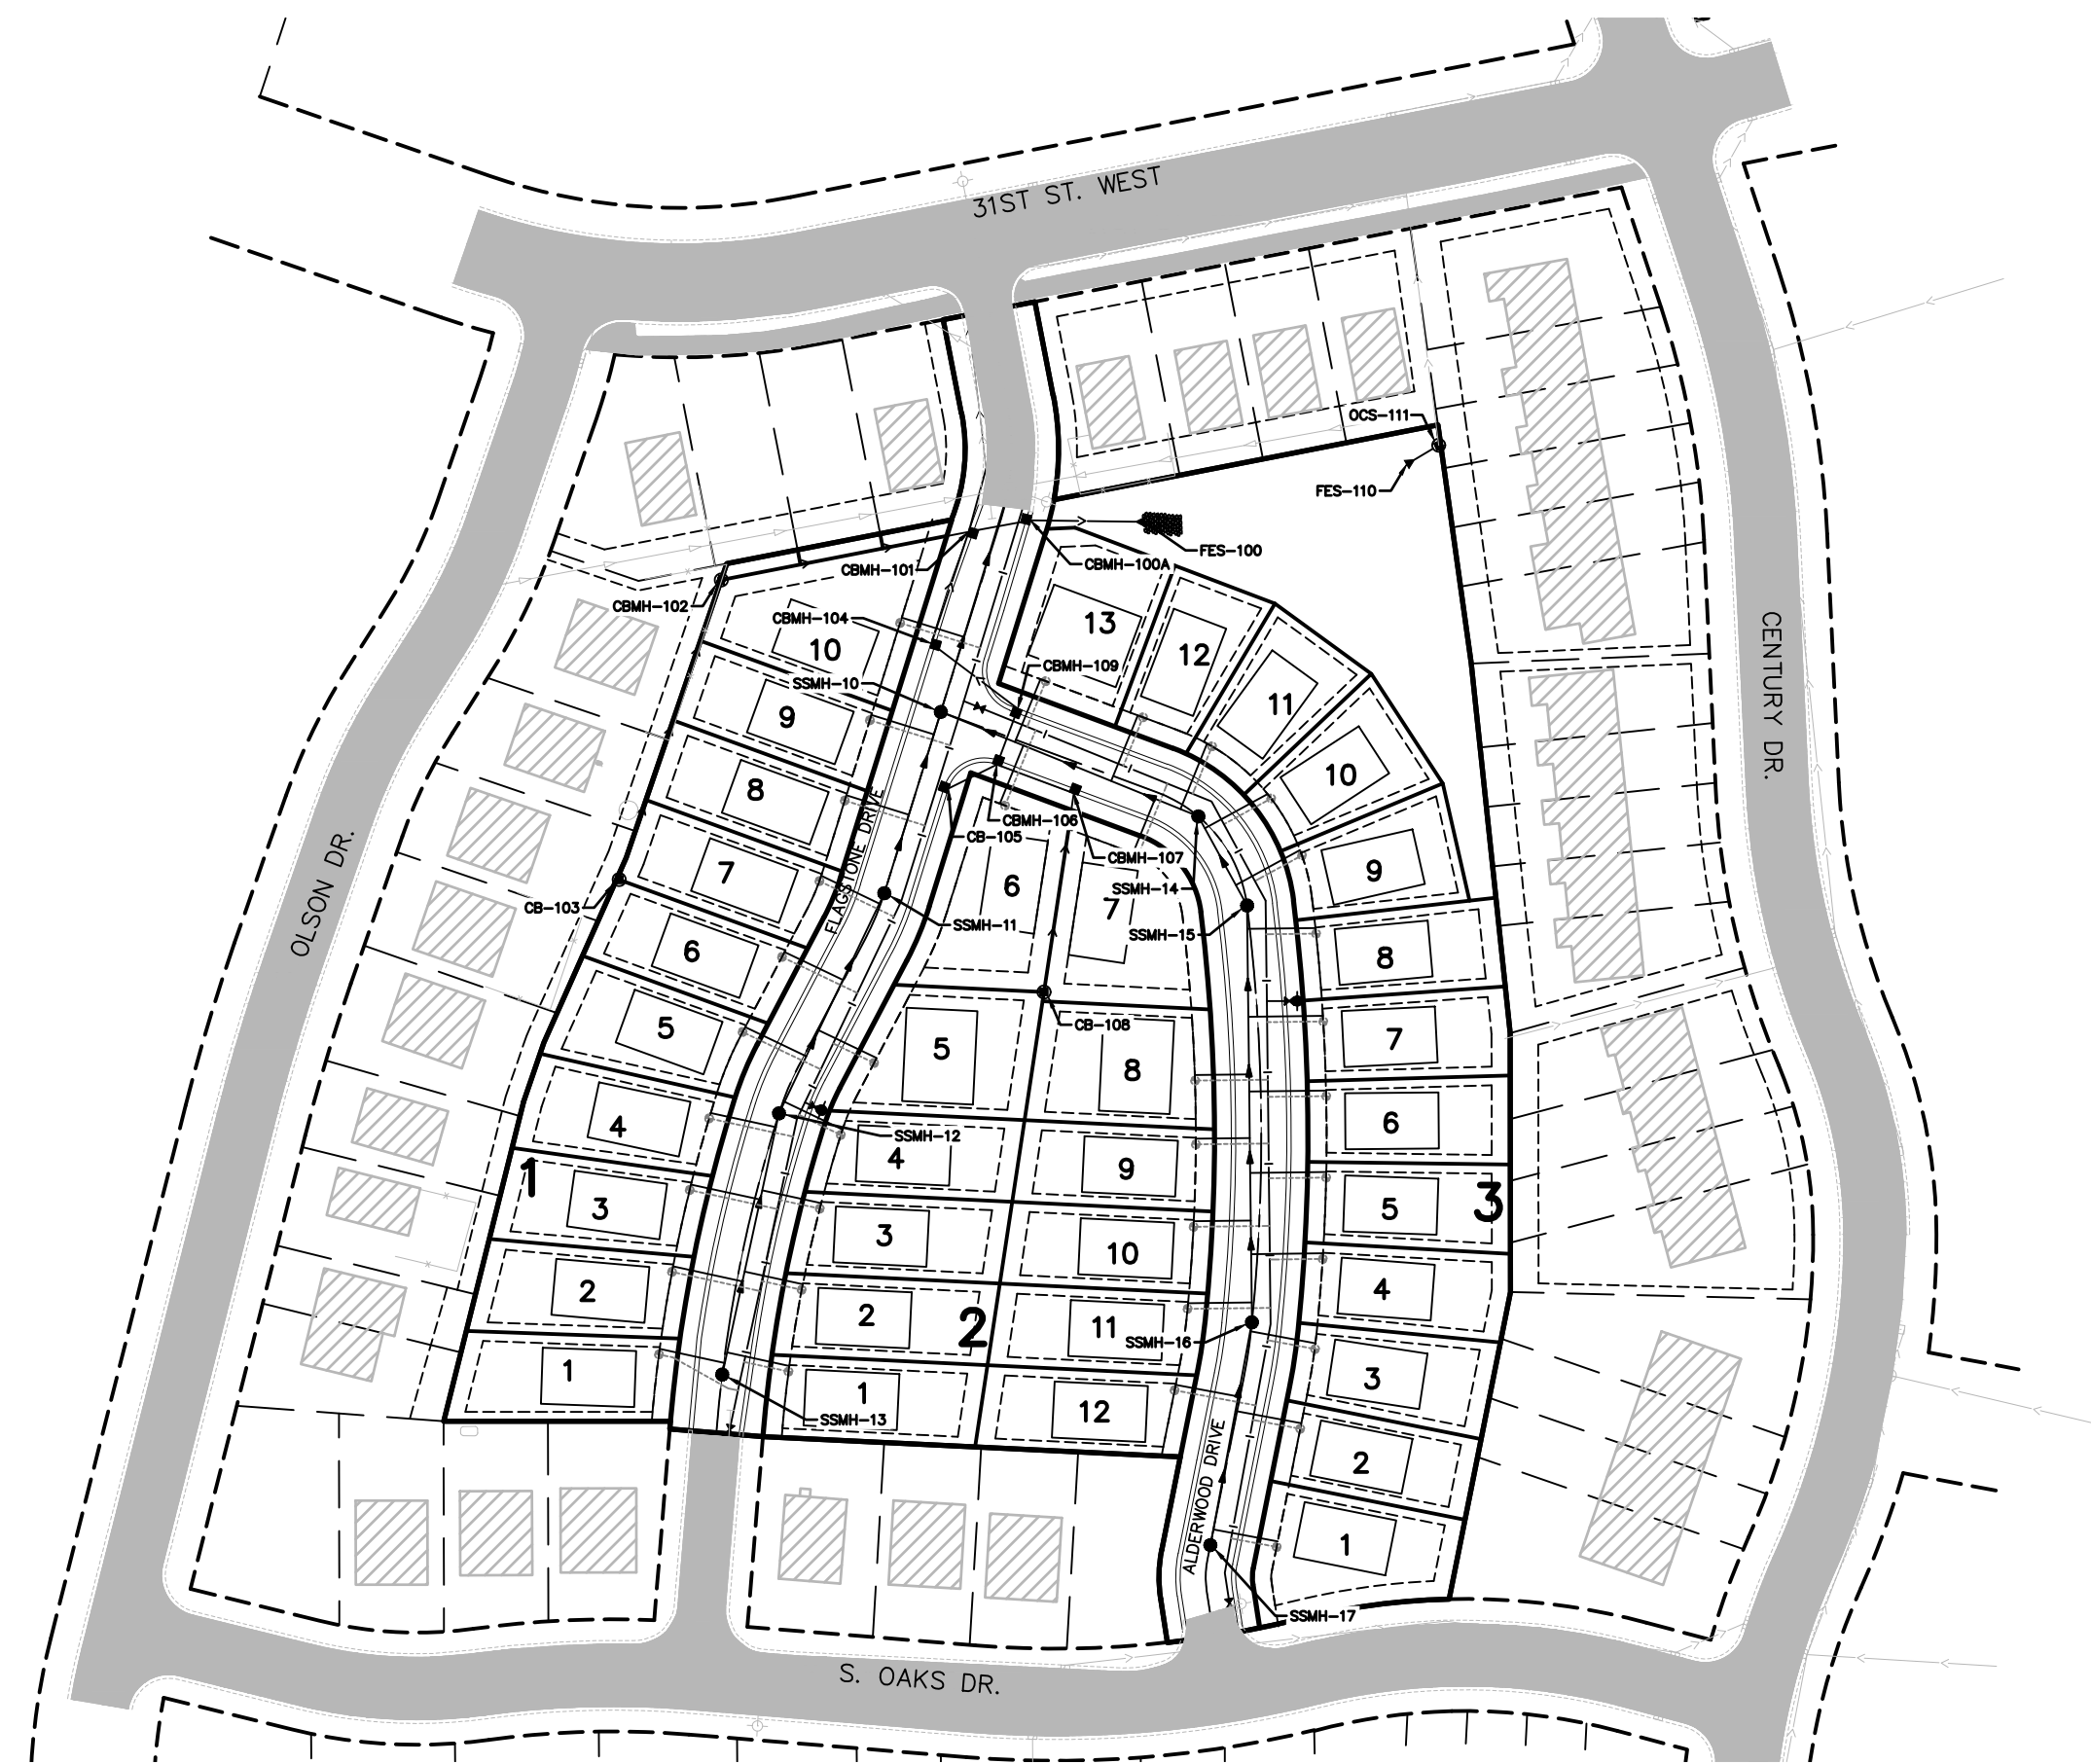 31ST ST. WEST
OCS-111
FES-110
FES-100
CBMH-101
CBMH-100A
CBMH-102
CBMH-104
13
10
12
CBMH-109
SSMH-10
11
9
10
8
CENTURY DR.
CBMH-106
CB-105
FLAGSTONE DRIVE
CBMH-107
7
6
9
SSMH-14
OLSON DR.
CB-103
7
SSMH-11
SSMH-15
6
8
5
CB-108
7
5
8
4
SSMH-12
6
4
9
1
3
3
5
3
10
2
4
2
2
11
SSMH-16
1
3
1
12
SSMH-13
2
ALDERWOOD DRIVE
1
SSMH-17
S. OAKS DR.